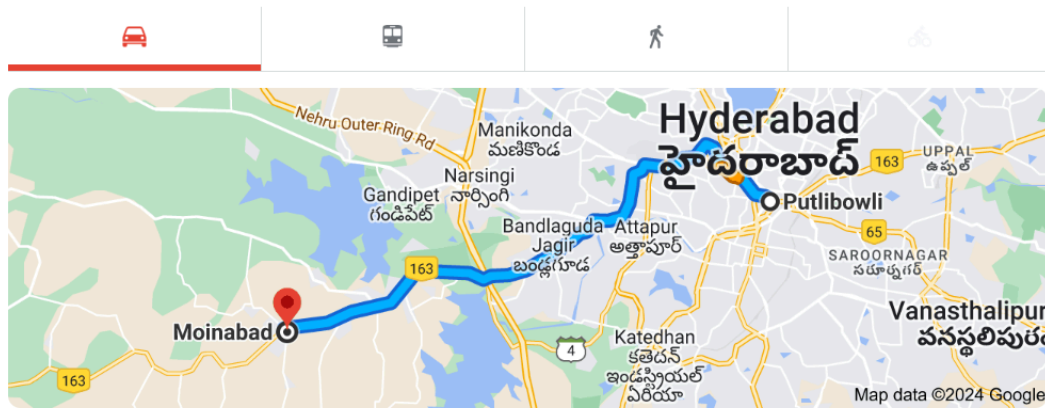 Nehru Outer Ring Rd
Manikonda
మణికొండ
Hyderabad
హైదరాబాద్
163
UPPAL
ఉప్పల్
Narsingi
నార్సింగి
Gandipet
గండిపేట్
Putlibowli
Bandlaguda
Jagir
బండ్లగూడ
Attapur
అత్తాపూర్
65
SAROORNAGAR
సరూర్నగర్
163
Moinabad
Vanasthalipur
వనస్థలిపురం
Katedhan
కతెదన్
ఇండస్ట్రియల్
ఏరియా
4
163
Map data ©2024 Google